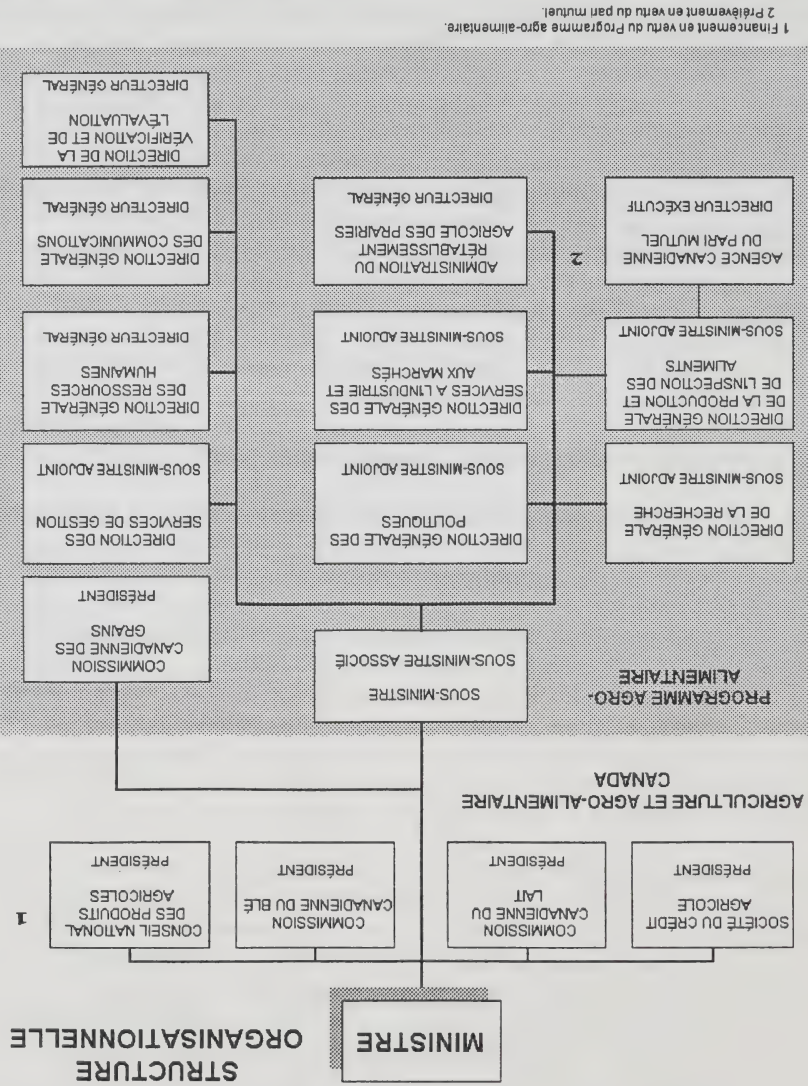 STRUCTURE
ORGANISATIONNELLE
MINISTRE
1
CONSEIL NATIONAL
DES PRODUITS
AGRICOLES
PRÉSIDENT
COMMISSION
CANADIENNE DU BLÉ
PRÉSIDENT
COMMISSION
CANADIENNE DU
LAIT
PRÉSIDENT
SOCIÉTÉ DU CRÉDIT
AGRICOLE
PRÉSIDENT
AGRICULTURE ET AGRO-ALIMENTAIRE
CANADA
PROGRAMME AGRO-
ALIMENTAIRE
SOUS-MINISTRE
SOUS-MINISTRE ASSOCIÉ
COMMISSION
CANADIENNE DES
GRAINS
PRÉSIDENT
DIRECTION DES
SERVICES DE GESTION
SOUS-MINISTRE ADJOINT
DIRECTION GÉNÉRALE DES
POLITIQUES
SOUS-MINISTRE ADJOINT
DIRECTION GÉNÉRALE
DE LA RECHERCHE
SOUS-MINISTRE ADJOINT
DIRECTION GÉNÉRALE
DES RESSOURCES
HUMAINES
DIRECTEUR GÉNÉRAL
DIRECTION GÉNÉRALE DES
SERVICES A L'INDUSTRIE ET
AUX MARCHÉS
SOUS-MINISTRE ADJOINT
DIRECTION GÉNÉRALE
DE LA PRODUCTION ET
DE L'INSPECTION DES
ALIMENTS
SOUS-MINISTRE ADJOINT
DIRECTION GÉNÉRALE
DES COMMUNICATIONS
DIRECTEUR GÉNÉRAL
ADMINISTRATION DU
RÉTABLISSEMENT
AGRICOLE DES PRAIRIES
DIRECTEUR GÉNÉRAL
2
AGENCE CANADIENNE
DU PARI MUTUEL
DIRECTEUR EXÉCUTIF
DIRECTION DE LA
VÉRIFICATION ET DE
L'ÉVALUATION
DIRECTEUR GÉNÉRAL
1 Financement en vertu du Programme agro-alimentaire.
2 Prélèvement en vertu du pari mutuel.